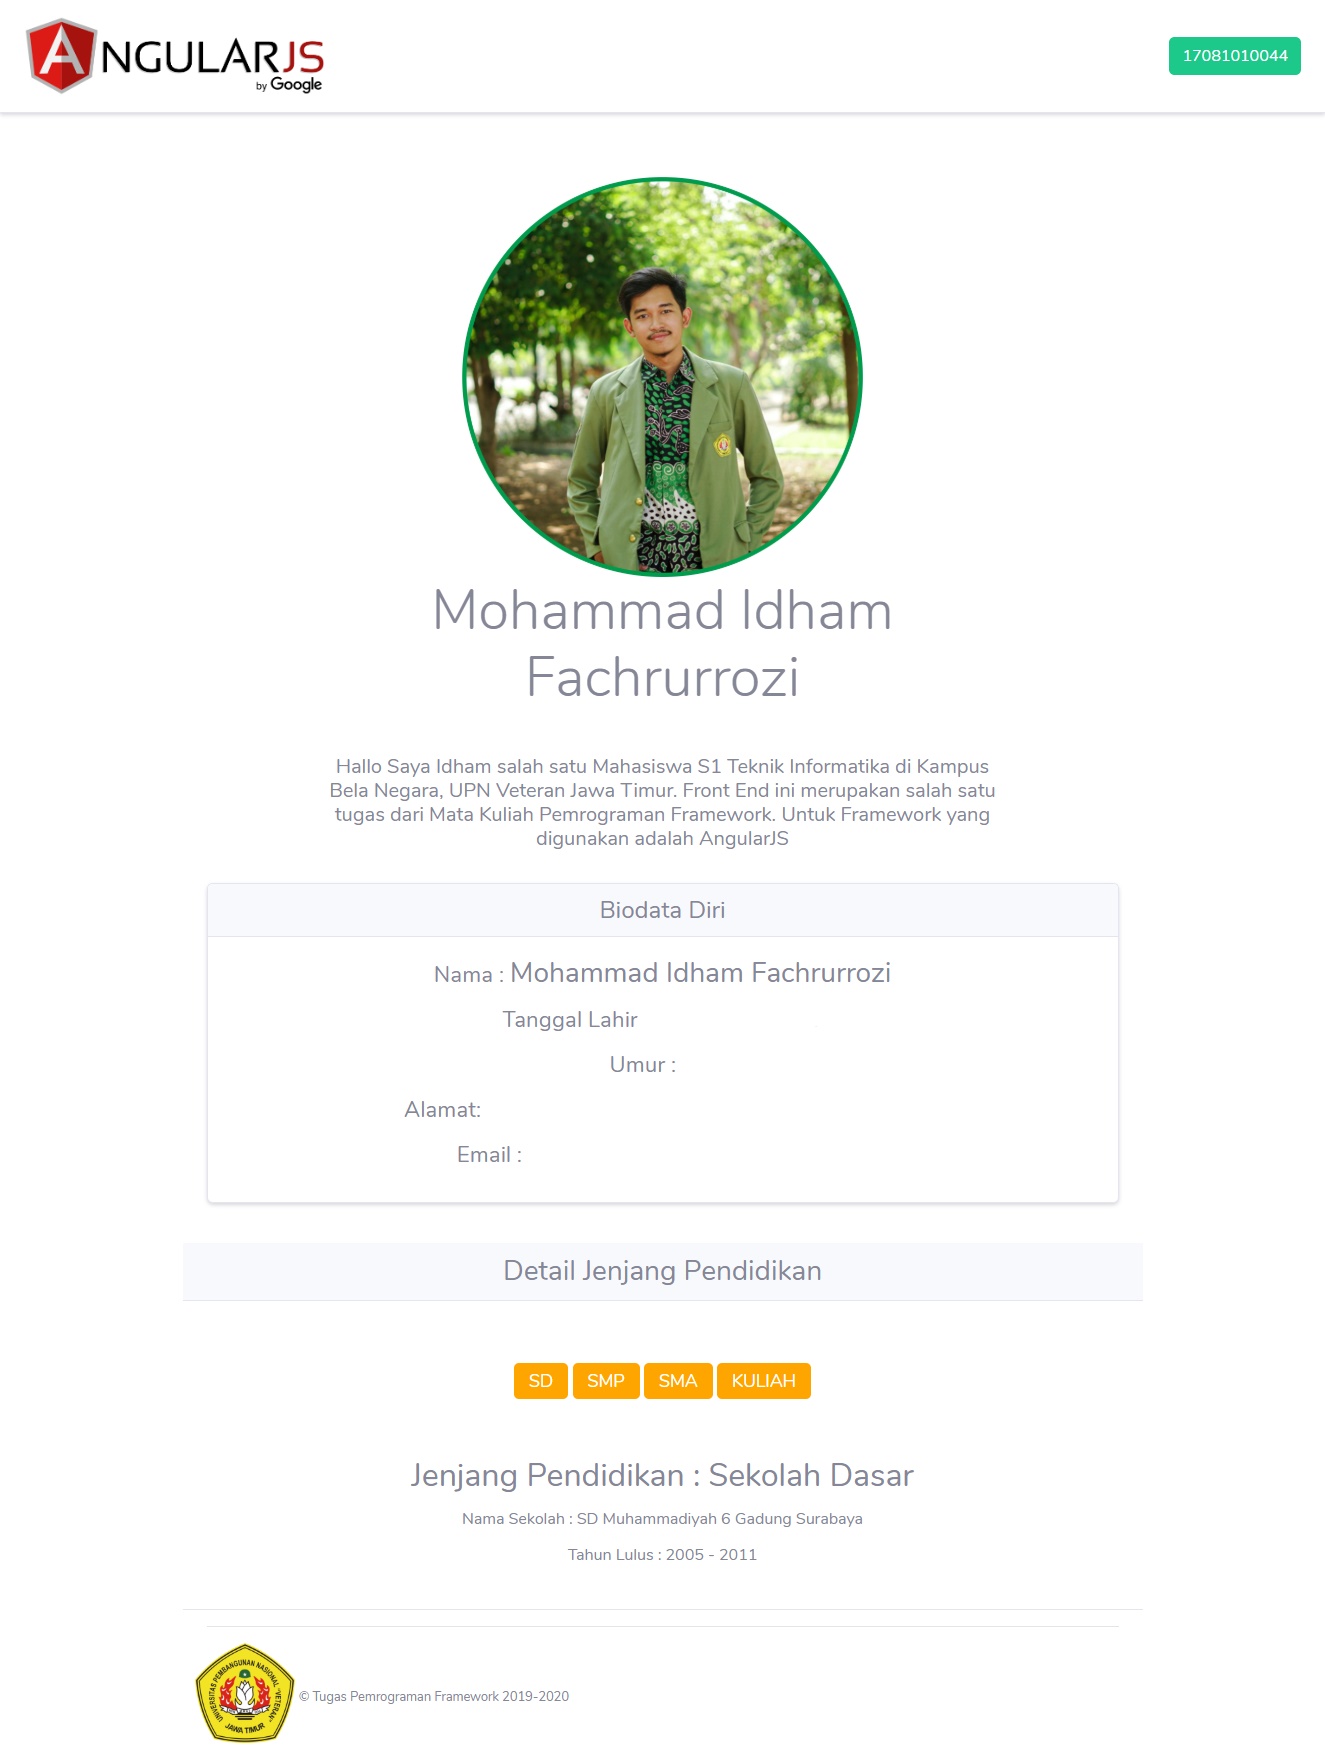 ANGULARJS
by Google
17081010044
Mohammad Idham
Fachrurrozi
Hallo Saya Idham salah satu Mahasiswa S1 Teknik Informatika di Kampus
Bela Negara, UPN Veteran Jawa Timur. Front End ini merupakan salah satu
tugas dari Mata Kuliah Pemrograman Framework. Untuk Framework yang
digunakan adalah AngularJS
Biodata Diri
Nama : Mohammad Idham Fachrurrozi
Tanggal Lahir
Umur :
Alamat:
Email :
Detail Jenjang Pendidikan
SD SMP SMA KULIAH
Jenjang Pendidikan : Sekolah Dasar
Nama Sekolah : SD Muhammadiyah 6 Gadung Surabaya
Tahun Lulus : 2005 - 2011
UNIVERSITAS PEMBANGUNAN NASIONAL "VETERAN"
JAWA TIMUR
© Tugas Pemrograman Framework 2019-2020